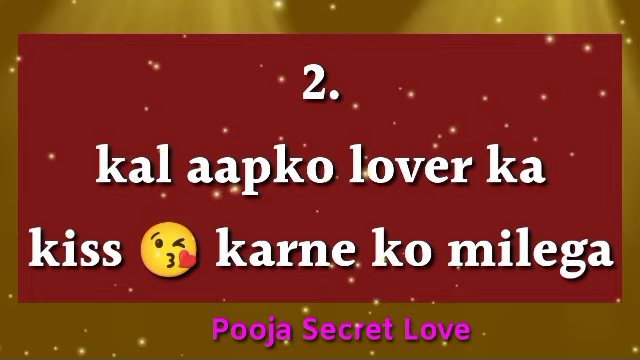 2.
kal aapko lover ka
kiss 😘 karne ko milega
Pooja Secret Love